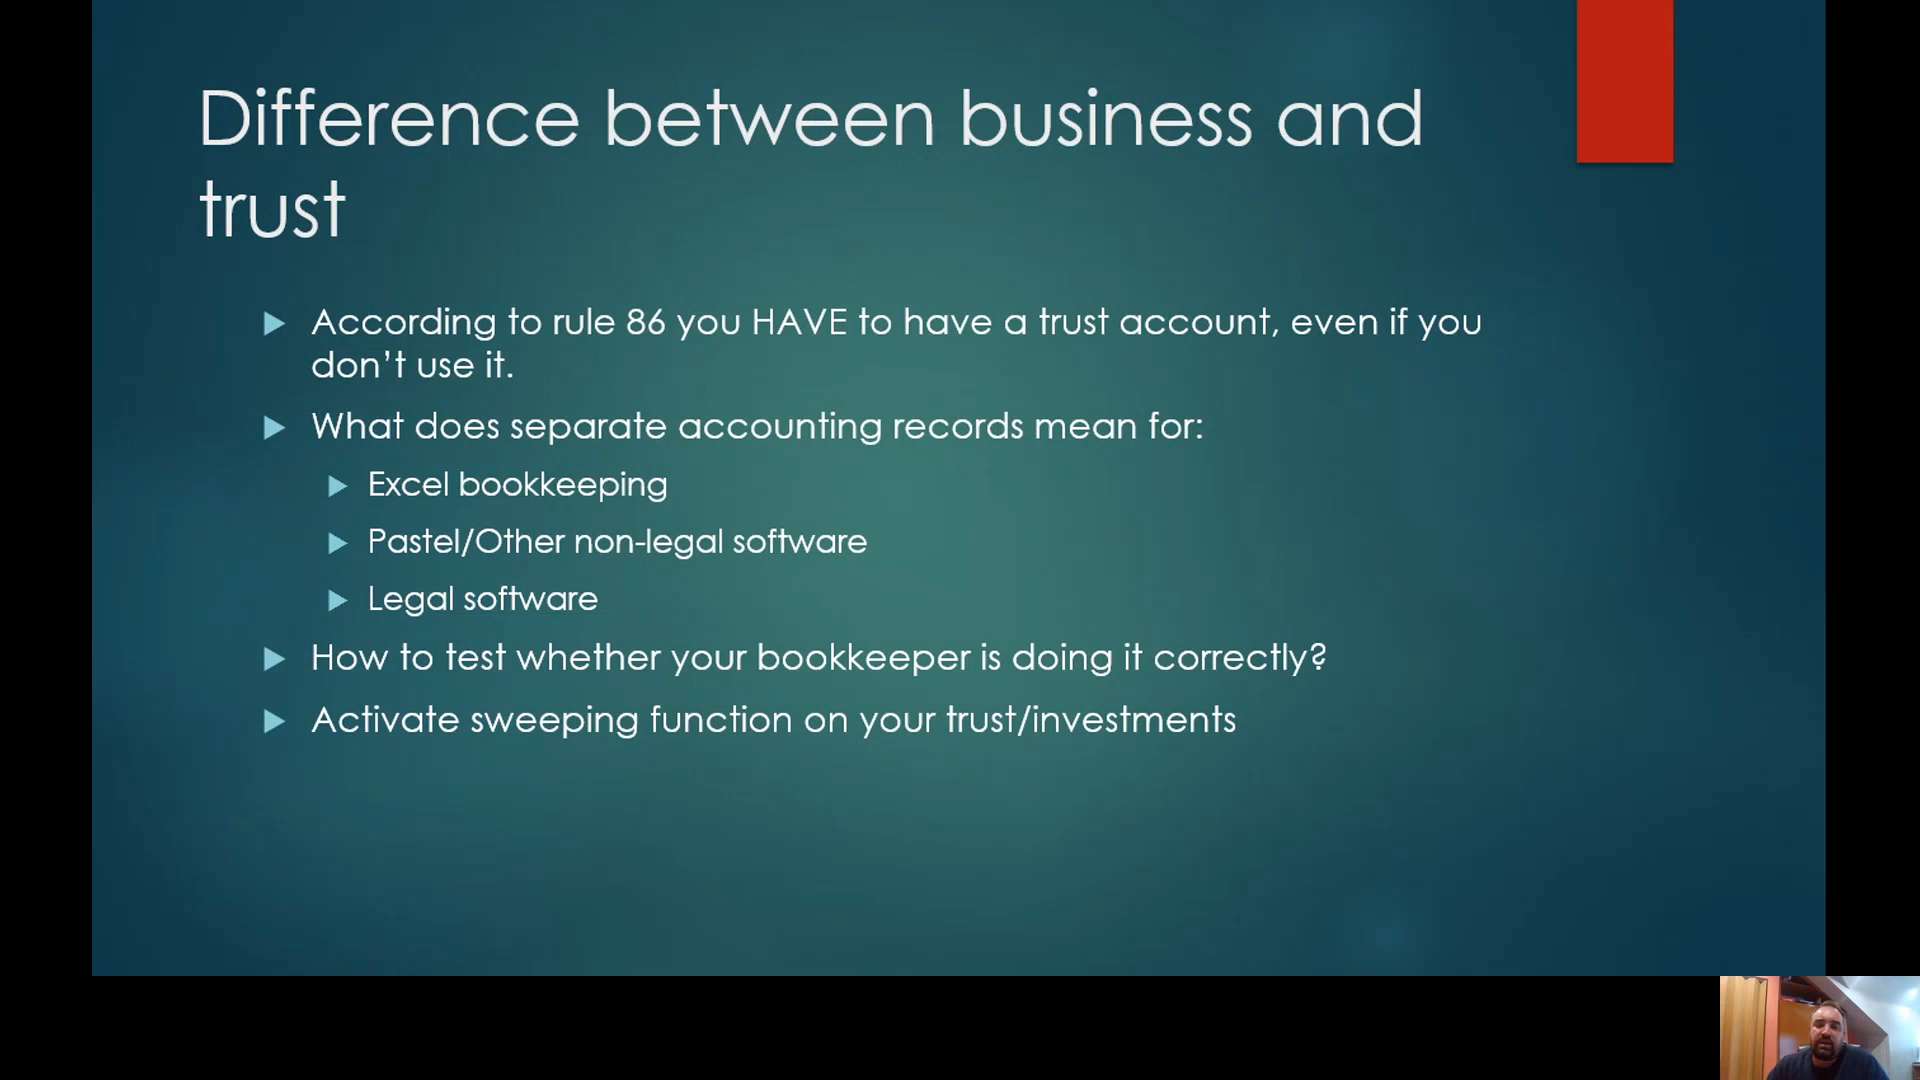 Difference between business and
trust
According to rule 86 you HAVE to have a trust account, even if you
don’t use it.
What does separate accounting records mean for:
Excel bookkeeping
Pastel/Other non-legal software
Legal software
How to test whether your bookkeeper is doing it correctly?
Activate sweeping function on your trust/investments